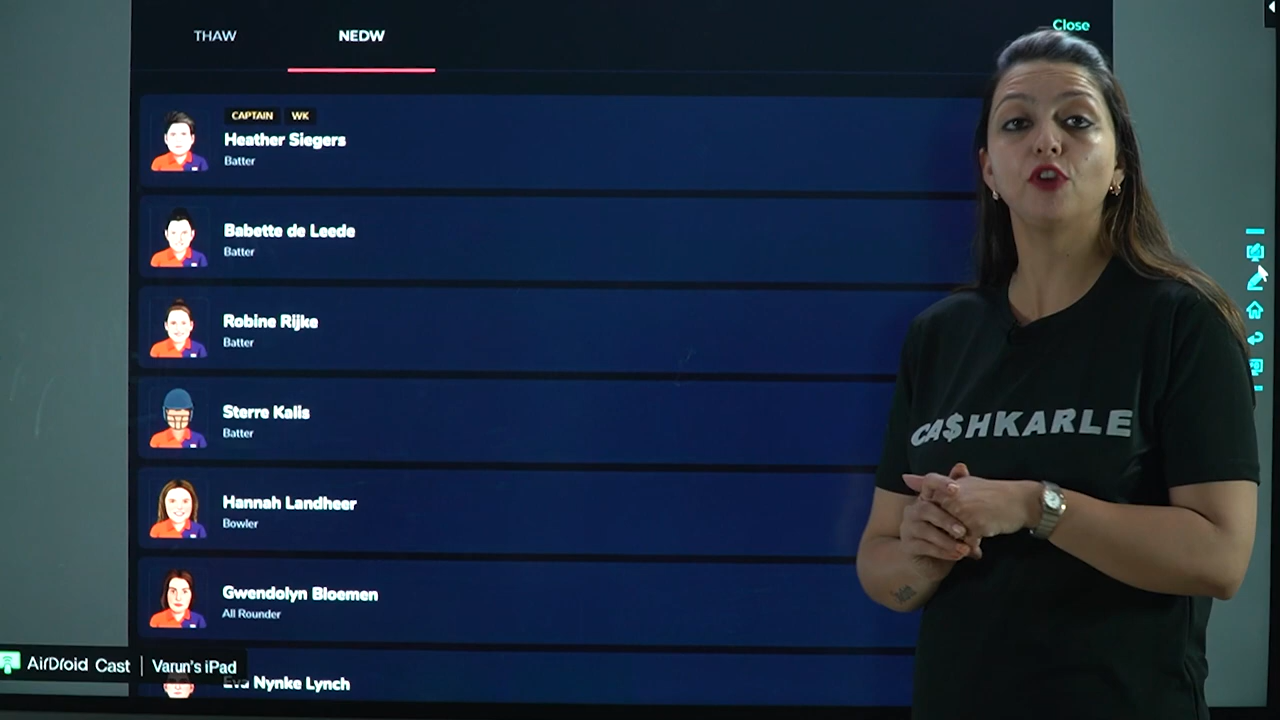 THAW
NEDW
Close
CAPTAIN WK
Heather Siegers
Batter
Babette de Leede
Batter
Robine Rijke
Batter
Sterre Kalis
Batter
Hannah Landheer
Bowler
Gwendolyn Bloemen
All Rounder
Eva Nynke Lynch
CA$HKARLE
AirDroid Cast | Varun's iPad